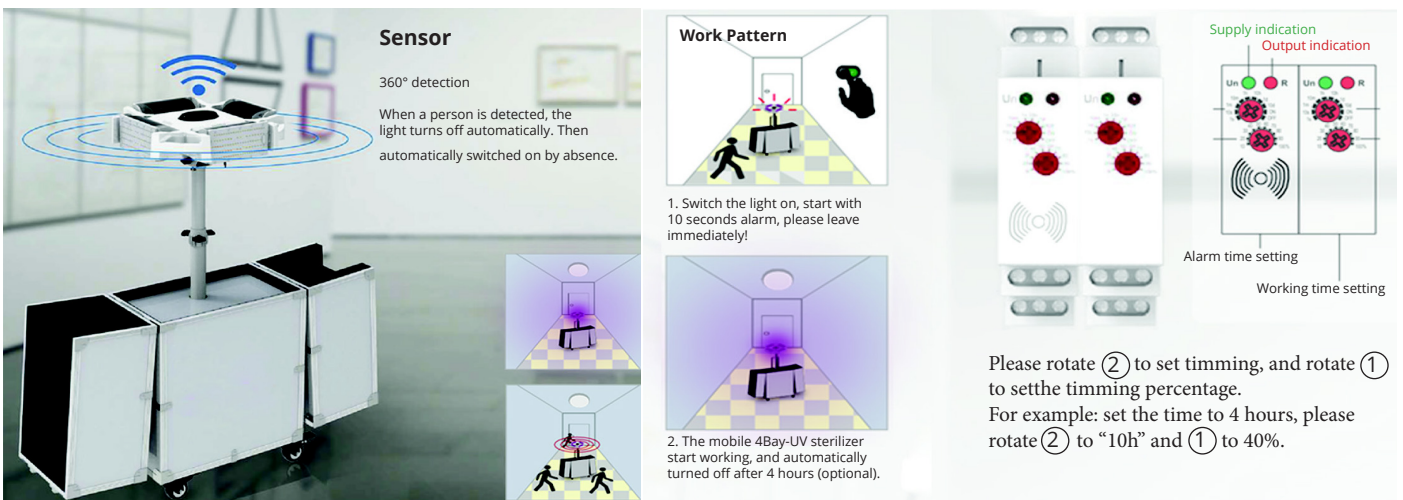 Sensor
360° detection
When a person is detected, the
light turns off automatically. Then
automatically switched on by absence.
Work Pattern
1. Switch the light on, start with
10 seconds alarm, please leave
immediately!
2. The mobile 4Bay-UV sterilizer
start working, and automatically
turned off after 4 hours (optional).
Supply indication
Output indication
Un
Un
Un R
Un R
Alarm time setting
Working time setting
Please rotate ② to set timming, and rotate ①
to setthe timming percentage.
For example: set the time to 4 hours, please
rotate ② to “10h” and ① to 40%.